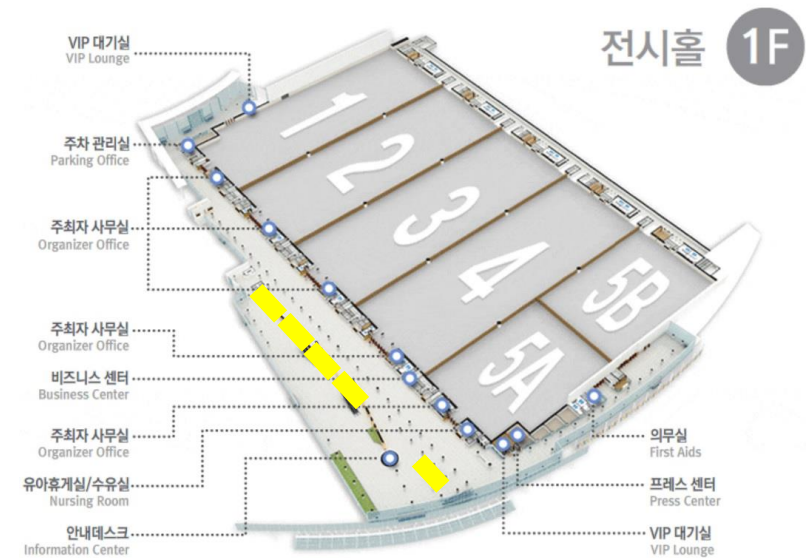 전시홀 1F
VIP 대기실
VIP Lounge
주차 관리실
Parking Office
주최자 사무실
Organizer Office
주최자 사무실
Organizer Office
비즈니스 센터
Business Center
주최자 사무실
Organizer Office
유아휴게실/수유실
Nursing Room
안내데스크
Information Center
1
2
3
4
5A
5B
의무실
First Aids
프레스 센터
Press Center
VIP 대기실
VIP Lounge